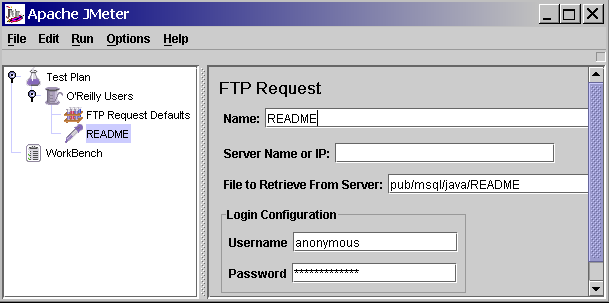 Apache JMeter
File Edit Run Options Help
Test Plan
O'Reilly Users
FTP Request Defaults
README
WorkBench
FTP Request
Name: README
Server Name or IP:
File to Retrieve From Server: pub/msql/java/README
Login Configuration
Username anonymous
Password *************